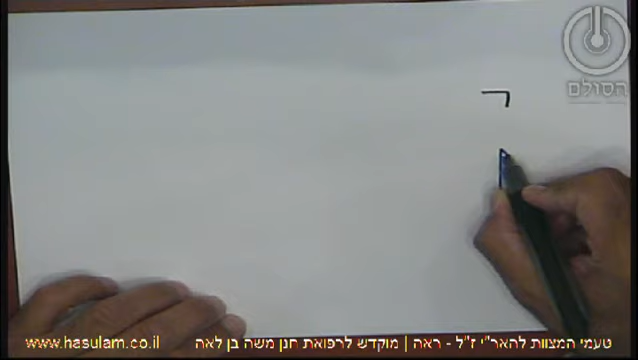 הסולם
טעמי המצוות להאר"י ז"ל - ראה | מוקדש לרפואת חנן משה בן לאה
www.hasulam.co.il